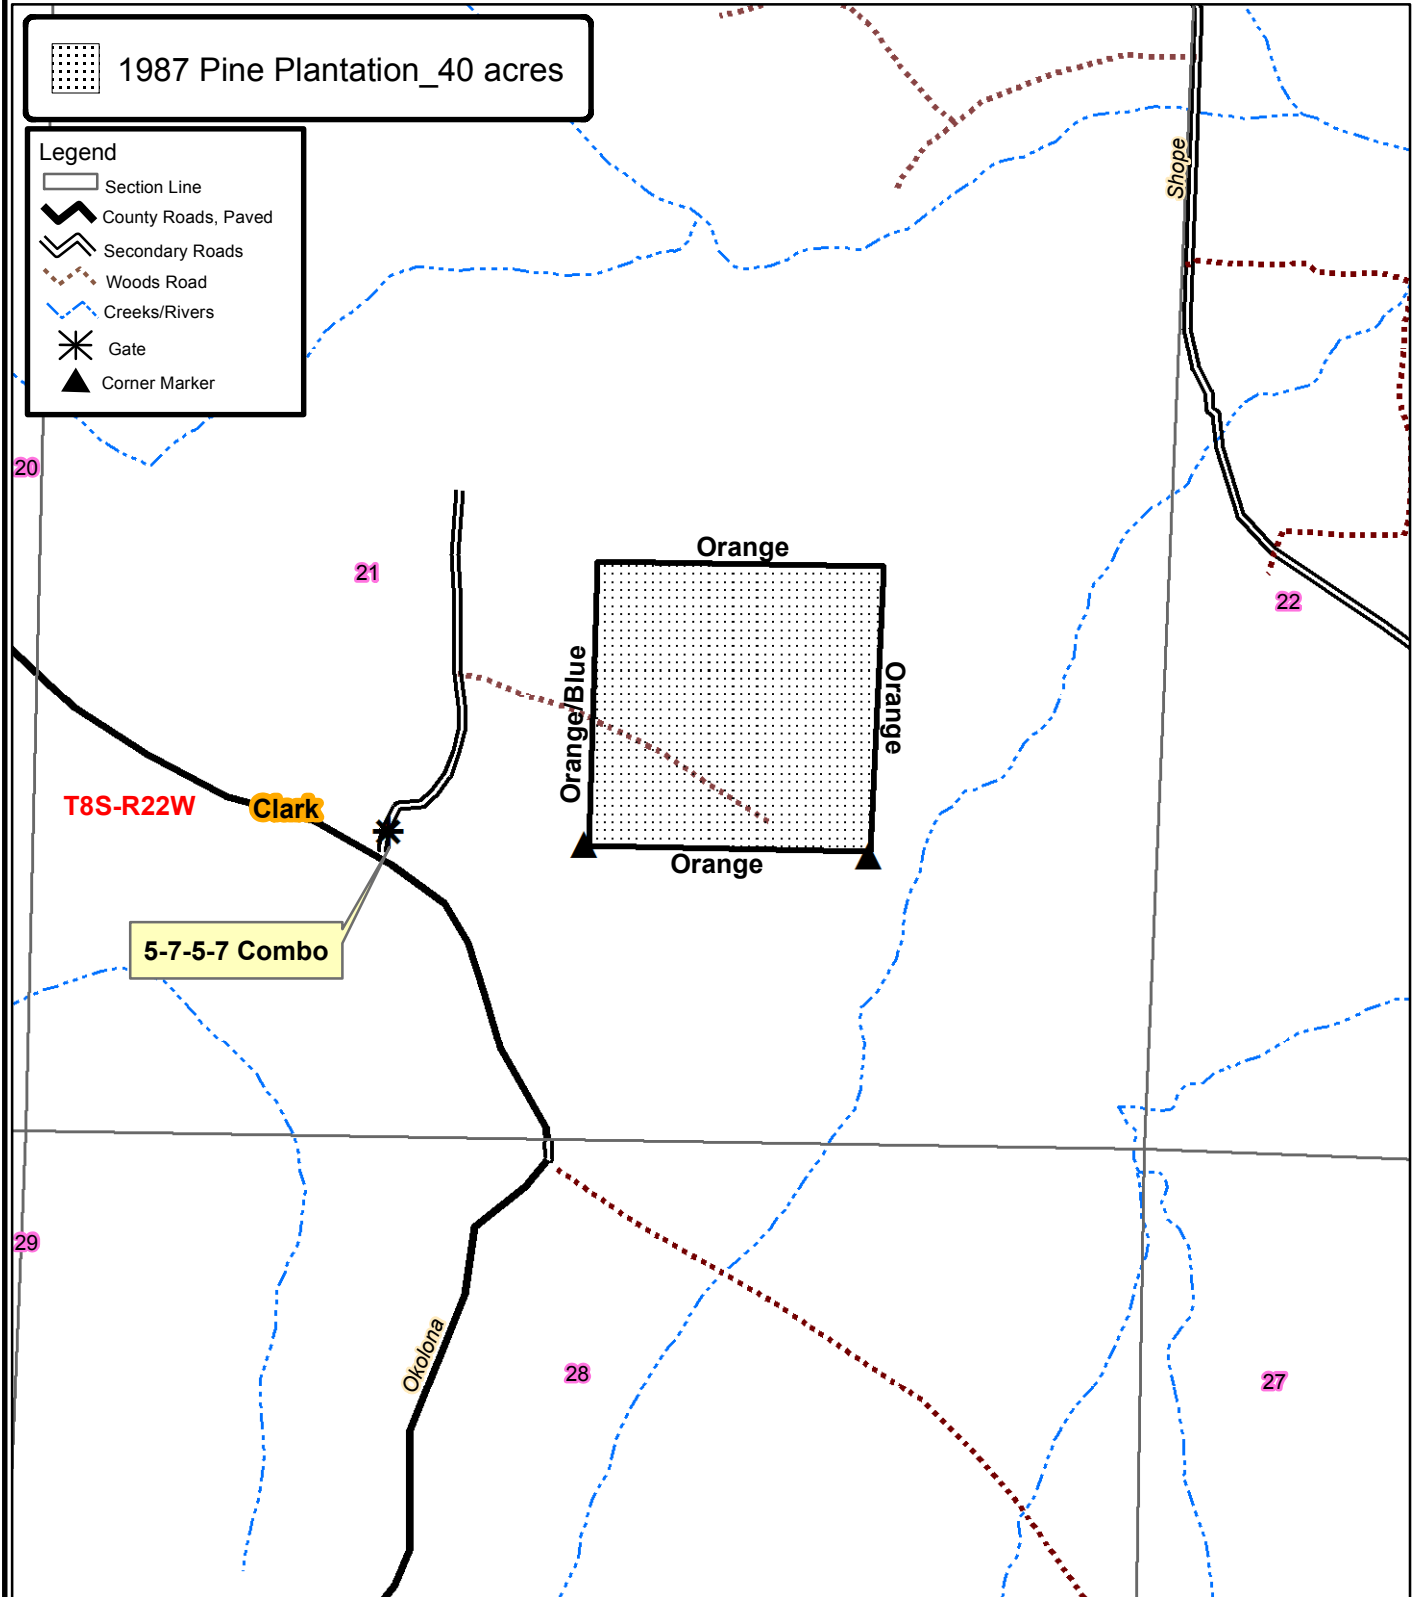 1987 Pine Plantation_40 acres
Legend
Section Line
County Roads, Paved
Secondary Roads
Woods Road
Creeks/Rivers
Gate
Corner Marker
Shope
20
21
Orange
22
Orange/Blue
Orange
T8S-R22W
Clark
Orange
5-7-5-7 Combo
29
Okolona
28
27